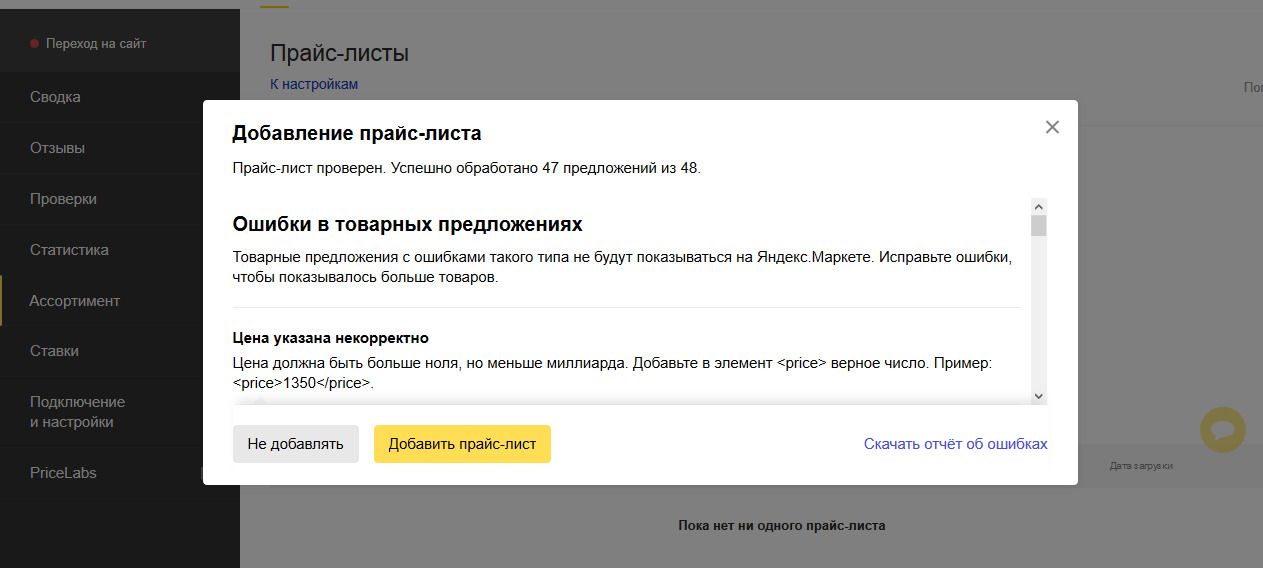 Переход на сайт
Сводка
Отзывы
Проверки
Статистика
Ассортимент
Ставки
Подключение
и настройки
PriceLabs
Прайс-листы
К настройкам
Добавление прайс-листа
Прайс-лист проверен. Успешно обработано 47 предложений из 48.
Ошибки в товарных предложениях
Товарные предложения с ошибками такого типа не будут показываться на Яндекс.Маркете. Исправьте ошибки,
чтобы показывалось больше товаров.
Цена указана некорректно
Цена должна быть больше ноля, но меньше миллиарда. Добавьте в элемент <price> верное число. Пример:
<price>1350</price>.
Не добавлять
Добавить прайс-лист
Скачать отчёт об ошибках
Дата загрузки
Пока нет ни одного прайс-листа